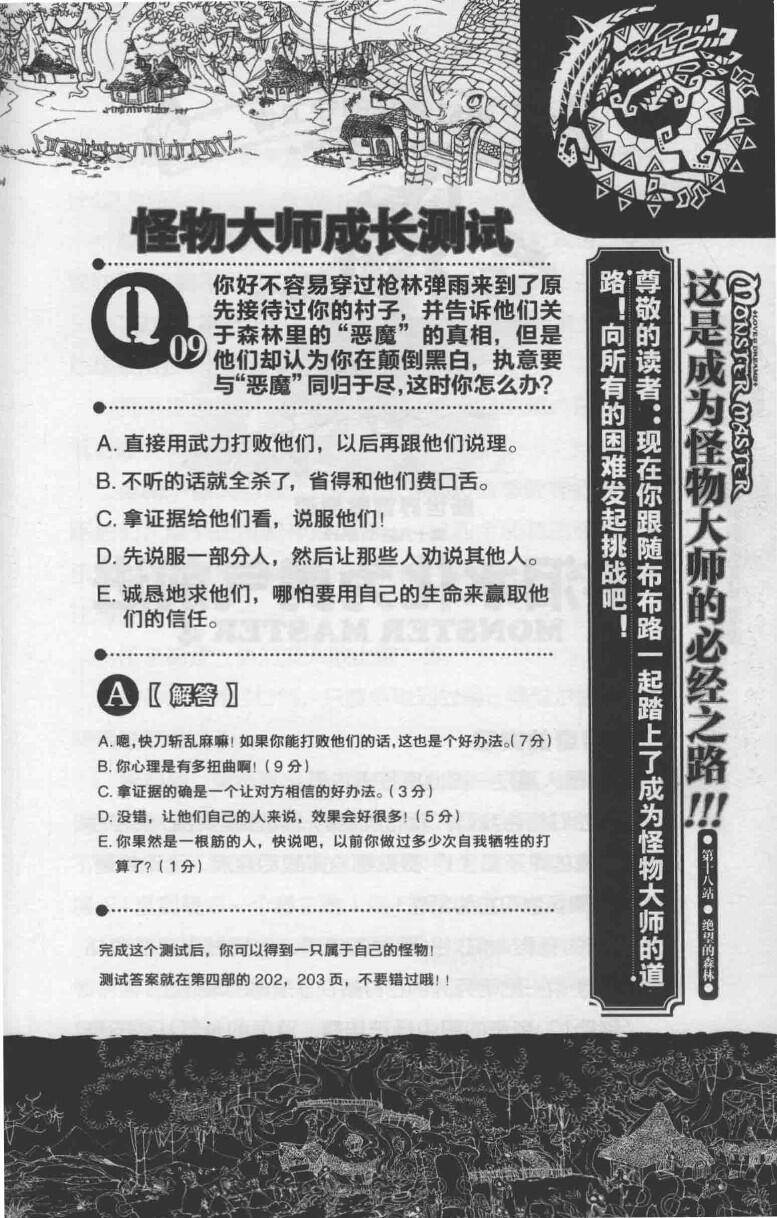 怪物大师成长测试
Q
09
你好不容易穿过枪林弹雨来到了原
先接待过你的村子，并告诉他们关
于森林里的“恶魔”的真相，但是
他们却认为你在颠倒黑白，执意要
与“恶魔”同归于尽，这时你怎么办？
A. 直接用武力打败他们，以后再跟他们说理。
B. 不听的话就全杀了，省得和他们费口舌。
C. 拿证据给他们看，说服他们！
D. 先说服一部分人，然后让那些人劝说其他人。
E. 诚恳地求他们，哪怕要用自己的生命来赢取他
们的信任。
A〖解答〗
A. 嗯，快刀斩乱麻嘛！如果你能打败他们的话，这也是个好办法。（7分）
B. 你心理是有多扭曲啊！（9分）
C. 拿证据的确是一个让对方相信的好办法。（3分）
D. 没错，让他们自己的人来说，效果会好很多！（5分）
E. 你果然是一根筋的人，快说吧，以前你做过多少次自我牺牲的打
算了？（1分）
完成这个测试后，你可以得到一只属于自己的怪物！
测试答案就在第四部的202，203页，不要错过哦！！
MONSTER MASTER
这是成为怪物大师的必经之路！！！
●第十八站●绝望的森林●
尊敬的读者：现在你跟随布布路一起踏上了成为怪物大师的道
路！向所有的困难发起挑战吧！